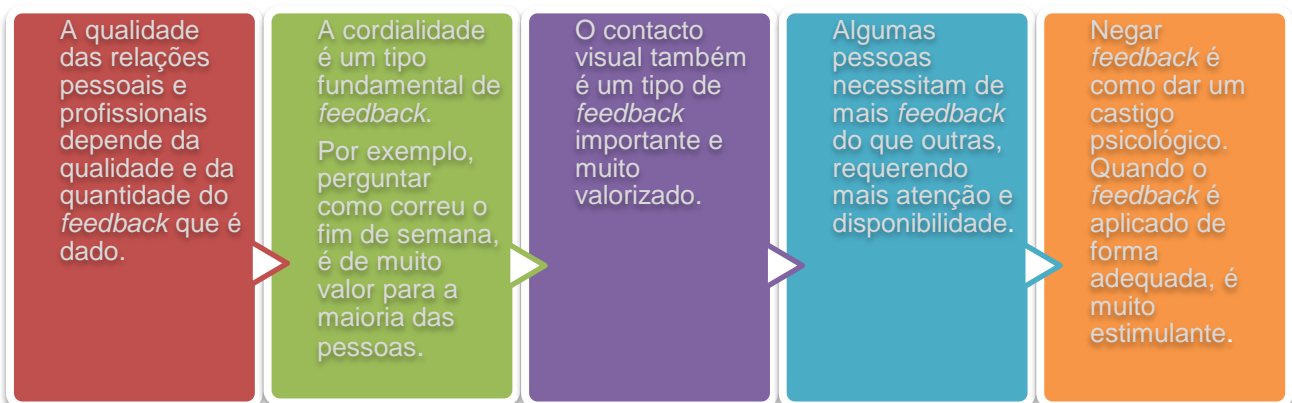 A qualidade
das relações
pessoais e
profissionais
depende da
qualidade e da
quantidade do
feedback que é
dado.
A cordialidade
é um tipo
fundamental de
feedback.
Por exemplo,
perguntar
como correu o
fim de semana,
é de muito
valor para a
maioria das
pessoas.
O contacto
visual também
é um tipo de
feedback
importante e
muito
valorizado.
Algumas
pessoas
necessitam de
mais feedback
do que outras,
requerendo
mais atenção e
disponibilidade.
Negar
feedback é
como dar um
castigo
psicológico.
Quando o
feedback é
aplicado de
forma
adequada, é
muito
estimulante.